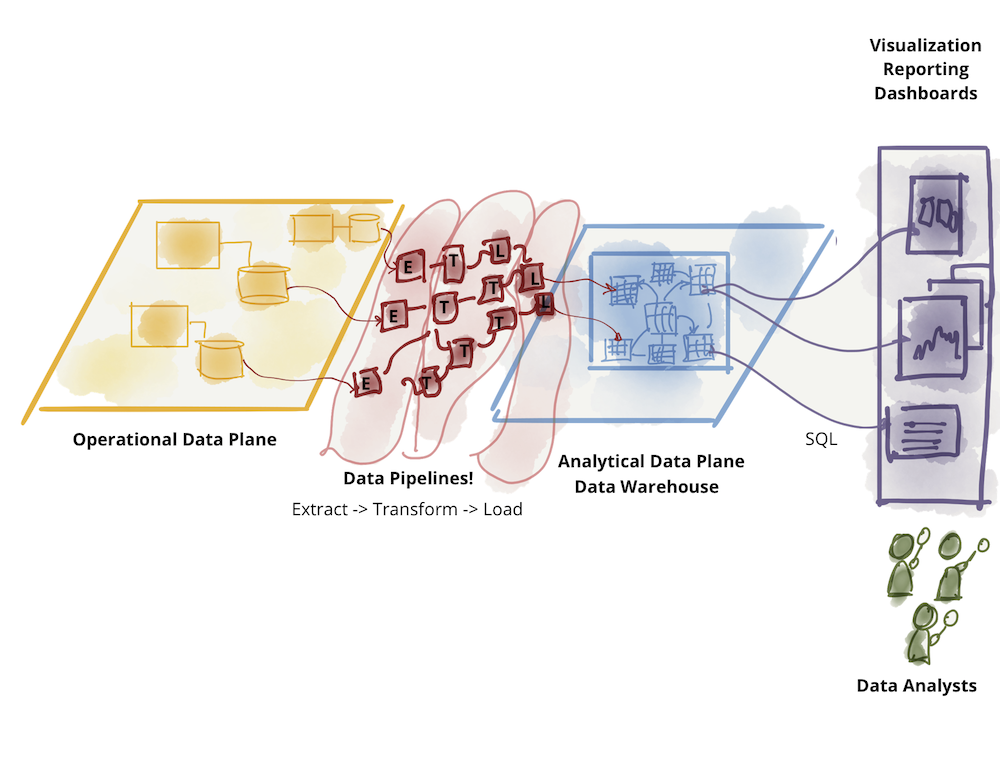 Visualization
Reporting
Dashboards
E T L
E T T L
E T T T L
Operational Data Plane
Data Pipelines!
Extract -> Transform -> Load
Analytical Data Plane
Data Warehouse
SQL
Data Analysts